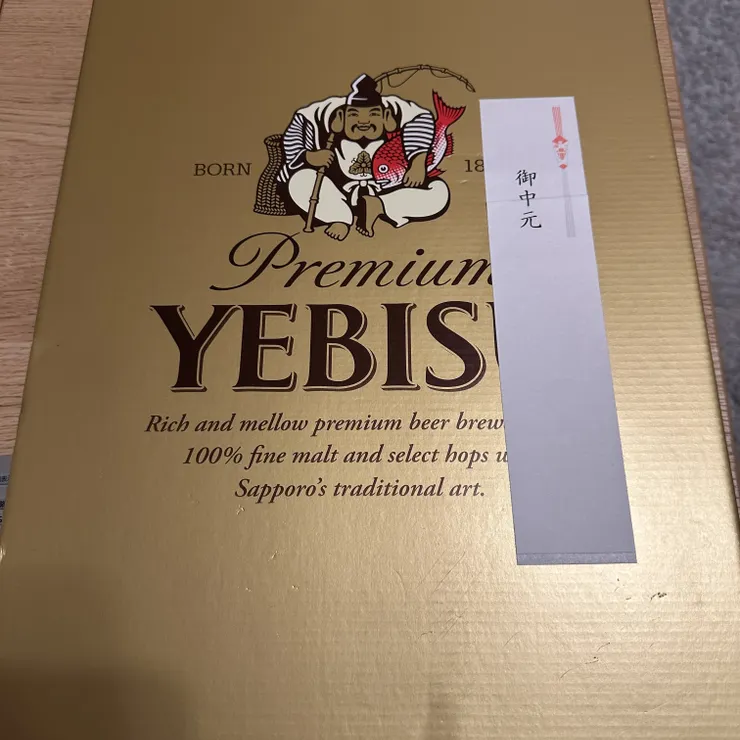 BORN 18
Premium
YEBIS
Rich and mellow premium beer brew
100% fine malt and select hops
Sapporo's traditional art.
御中元